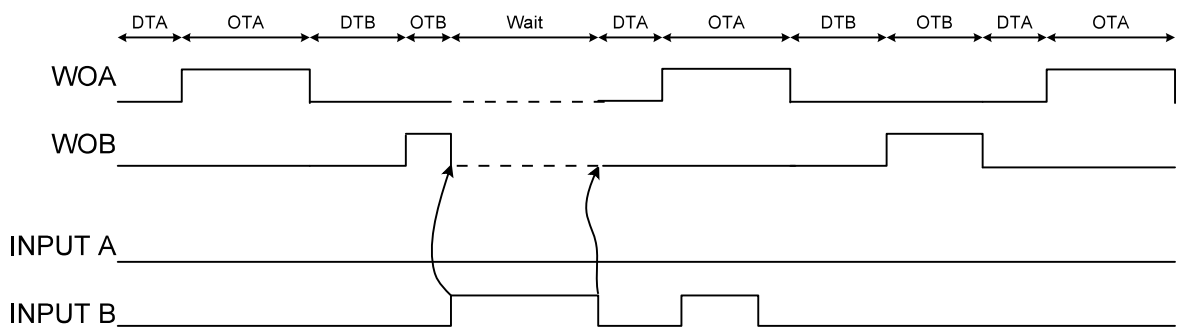 DTA OTA DTB OTB Wait DTA OTA DTB OTB DTA OTA
WOA
WOB
INPUT A
INPUT B